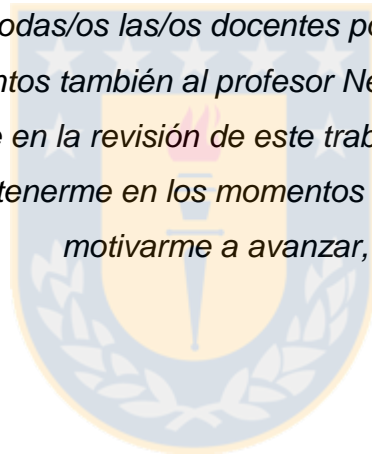 odas/os las/os docentes po
ntos también al profesor Ne
e en la revisión de este trab
tenerme en los momentos
motivarme a avanzar,